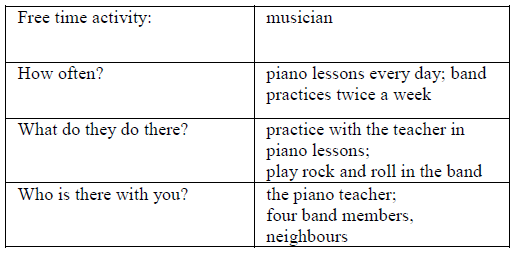 Free time activity: musician
How often? piano lessons every day; band
practices twice a week
What do they do there? practice with the teacher in
piano lessons;
play rock and roll in the band
Who is there with you? the piano teacher;
four band members,
neighbours